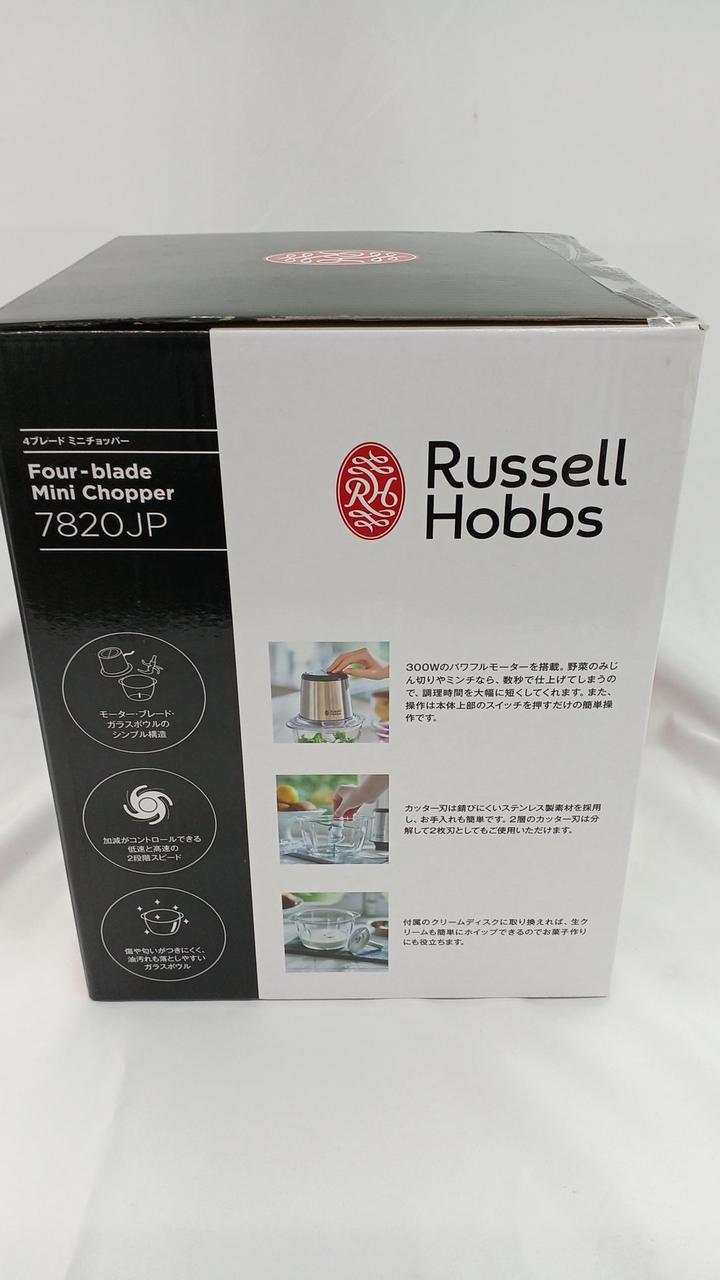 4ブレード ミニチョッパー
Four-blade
Mini Chopper
7820JP
モーター・ブレード・
ガラスボウルの
シンプル構造
加減がコントロールできる
低速と高速の
2段階スピード
傷や匂いがつきにくく、
油汚れも落としやすい
ガラスボウル
RH
Russell
Hobbs
300Wのパワフルモーターを搭載。野菜のみじ
ん切りやミンチなら、数秒で仕上げてしまうの
で、調理時間を大幅に短くしてくれます。また、
操作は本体上部のスイッチを押すだけの簡単操
作です。
カッター刃は錆びにくいステンレス製素材を採用
し、お手入れも簡単です。2層のカッター刃は分
解して2枚刃としてもご使用いただけます。
付属のクリームディスクに取り換えれば、生ク
リームも簡単にホイップできるのでお菓子作り
にも役立ちます。